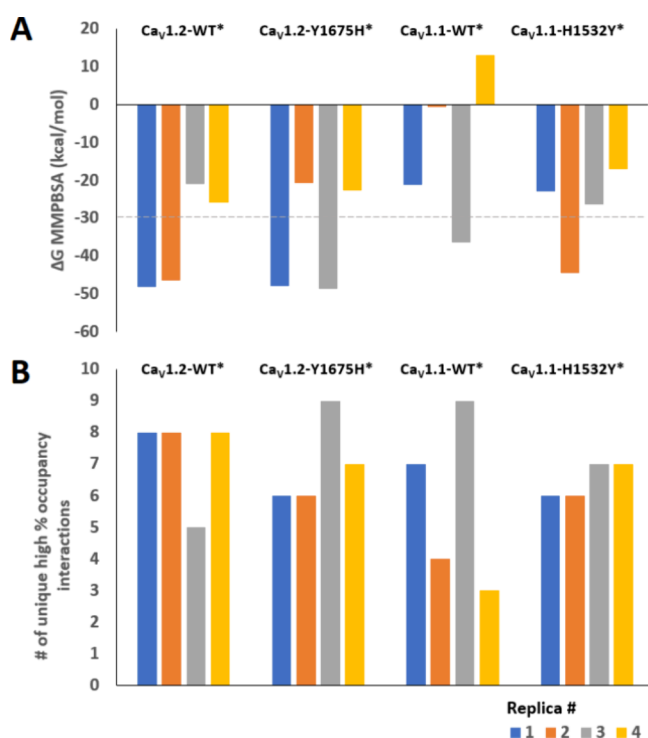 A
CaV1.2-WT* CaV1.2-Y1675H* CaV1.1-WT* CaV1.1-H1532Y*
ΔG MMPBSA (kcal/mol)
20
10
0
-10
-20
-30
-40
-50
-60
B
CaV1.2-WT* CaV1.2-Y1675H* CaV1.1-WT* CaV1.1-H1532Y*
# of unique high % occupancy
interactions
10
9
8
7
6
5
4
3
2
1
0
Replica #
1 2 3 4